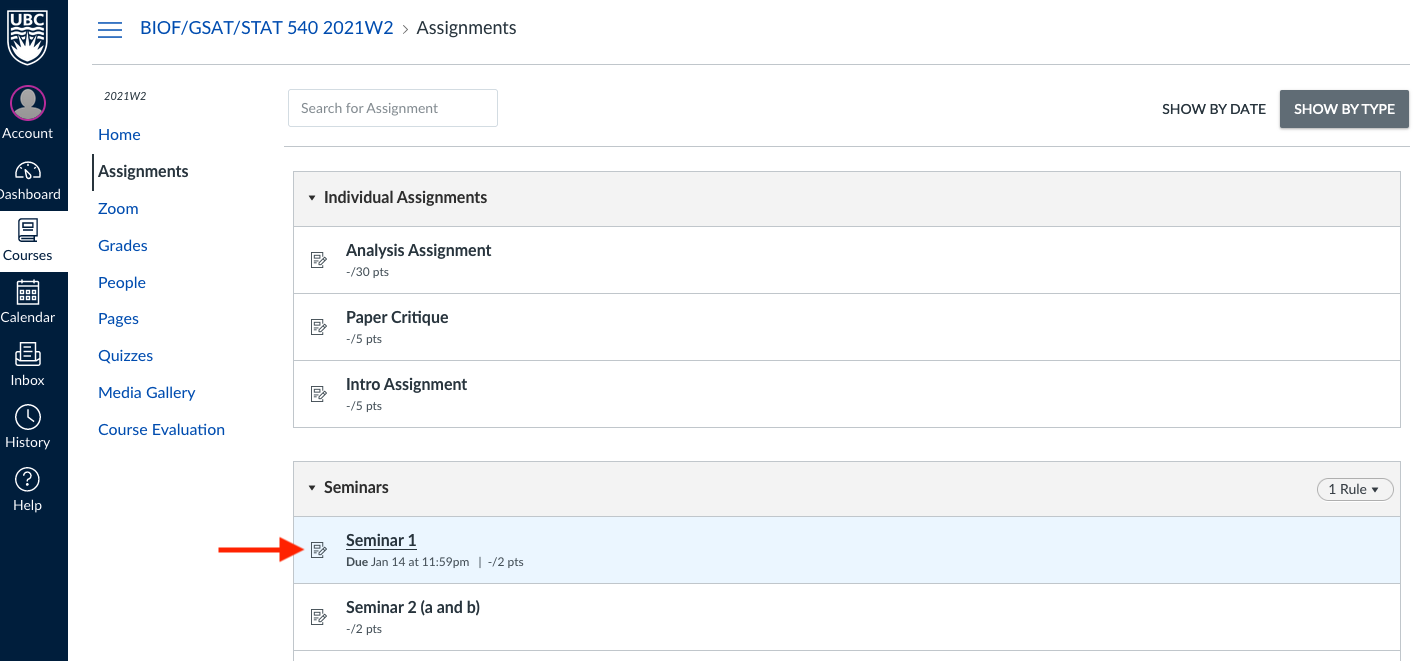 UBC
Account
Dashboard
Courses
Calendar
Inbox
History
Help
BIOF/GSAT/STAT 540 2021W2 › Assignments
2021W2
Home
Assignments
Zoom
Grades
People
Pages
Quizzes
Media Gallery
Course Evaluation
Search for Assignment
SHOW BY DATE
SHOW BY TYPE
Individual Assignments
Analysis Assignment
-/30 pts
Paper Critique
-/5 pts
Intro Assignment
-/5 pts
Seminars
1 Rule
Seminar 1
Due Jan 14 at 11:59pm | -/2 pts
Seminar 2 (a and b)
-/2 pts